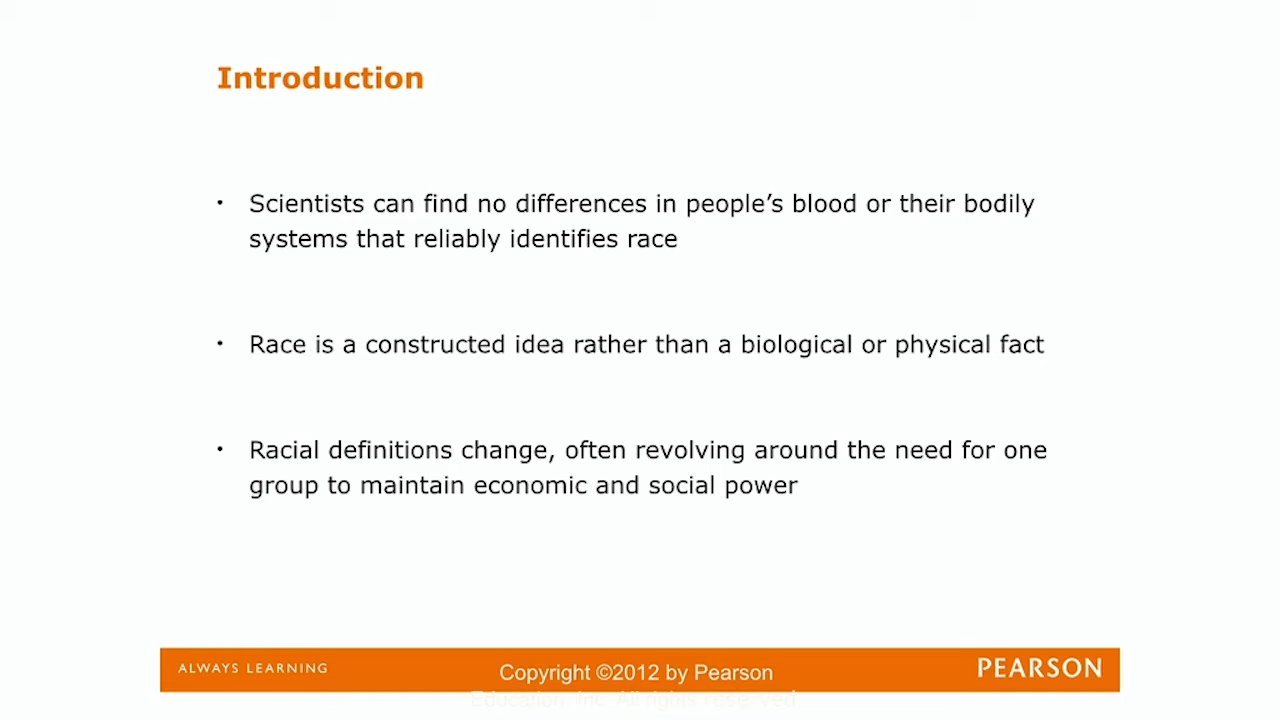 Introduction
• Scientists can find no differences in people’s blood or their bodily
systems that reliably identifies race
• Race is a constructed idea rather than a biological or physical fact
• Racial definitions change, often revolving around the need for one
group to maintain economic and social power
ALWAYS LEARNING
Copyright ©2012 by Pearson
Education, Inc. All rights reserved.
PEARSON